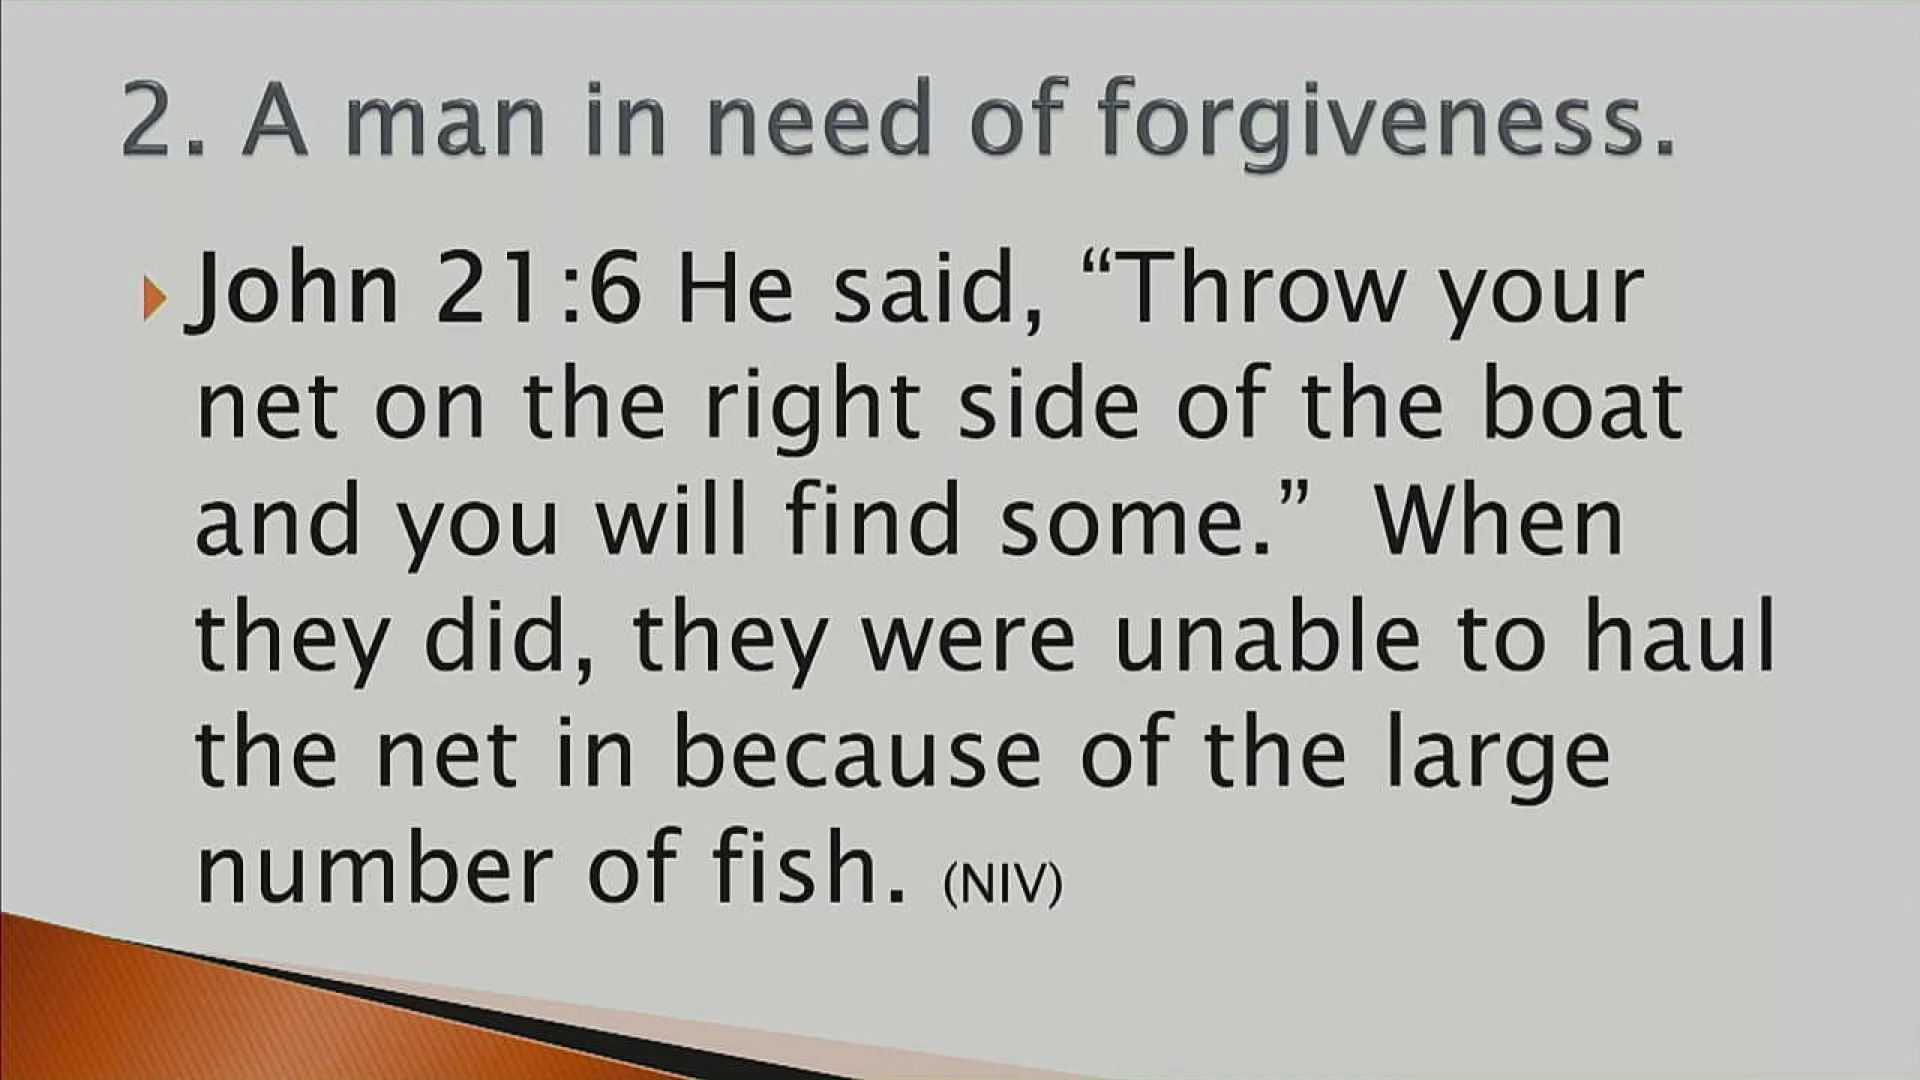 2. A man in need of forgiveness.
John 21:6 He said, “Throw your
net on the right side of the boat
and you will find some.”  When
they did, they were unable to haul
the net in because of the large
number of fish. (NIV)